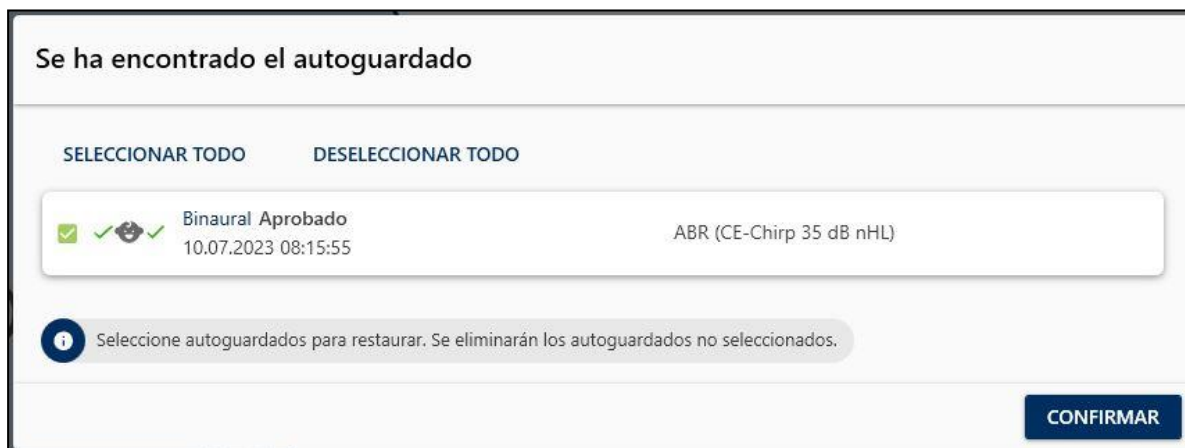 Se ha encontrado el autoguardado
SELECCIONAR TODO DESELECCIONAR TODO
Binaural Aprobado
10.07.2023 08:15:55
ABR (CE-Chirp 35 dB nHL)
Seleccione autoguardados para restaurar. Se eliminarán los autoguardados no seleccionados.
CONFIRMAR